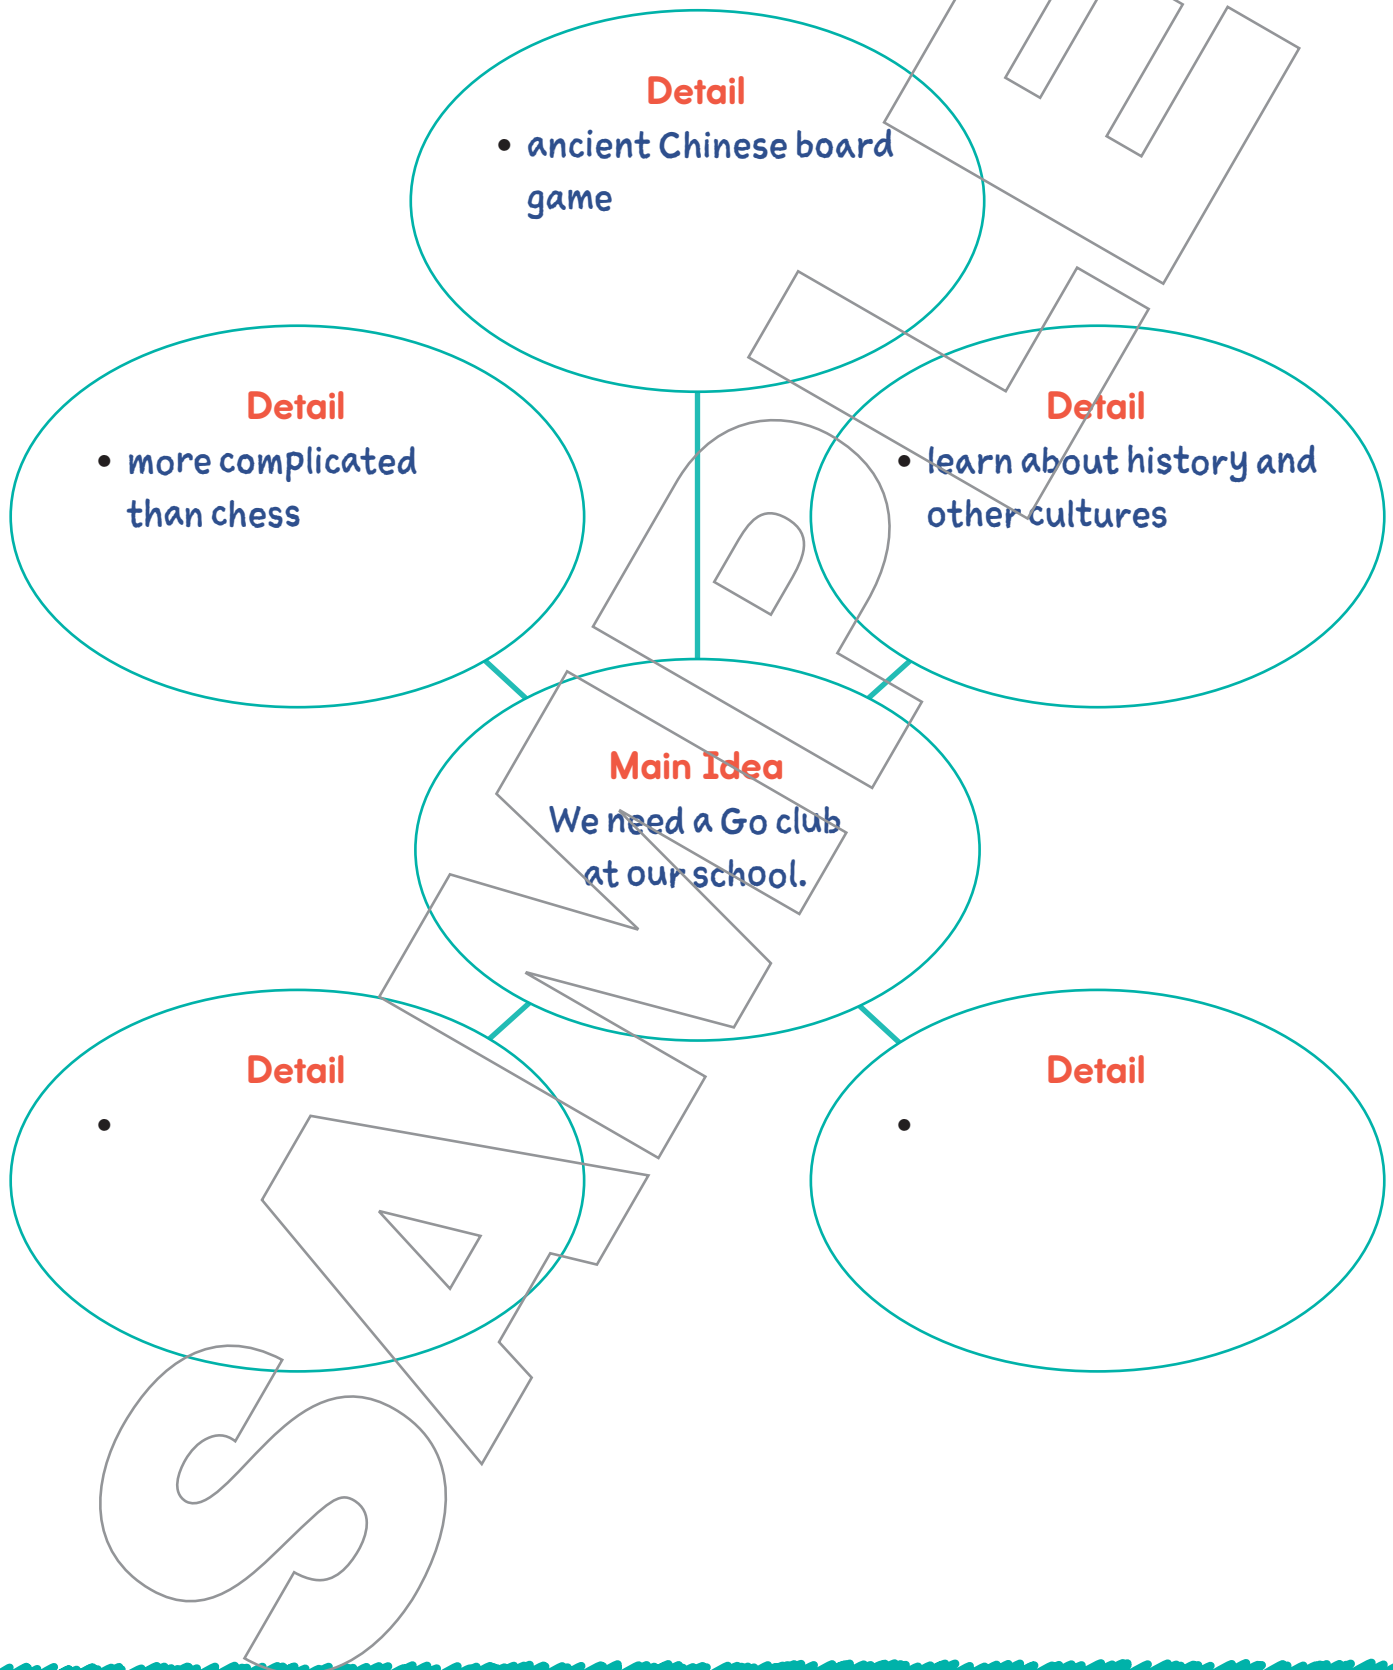 Detail
• ancient Chinese board
game
Detail
• more complicated
than chess
Detail
• learn about history and
other cultures
Main Idea
We need a Go club
at our school.
Detail
•
Detail
•
SAMPLE